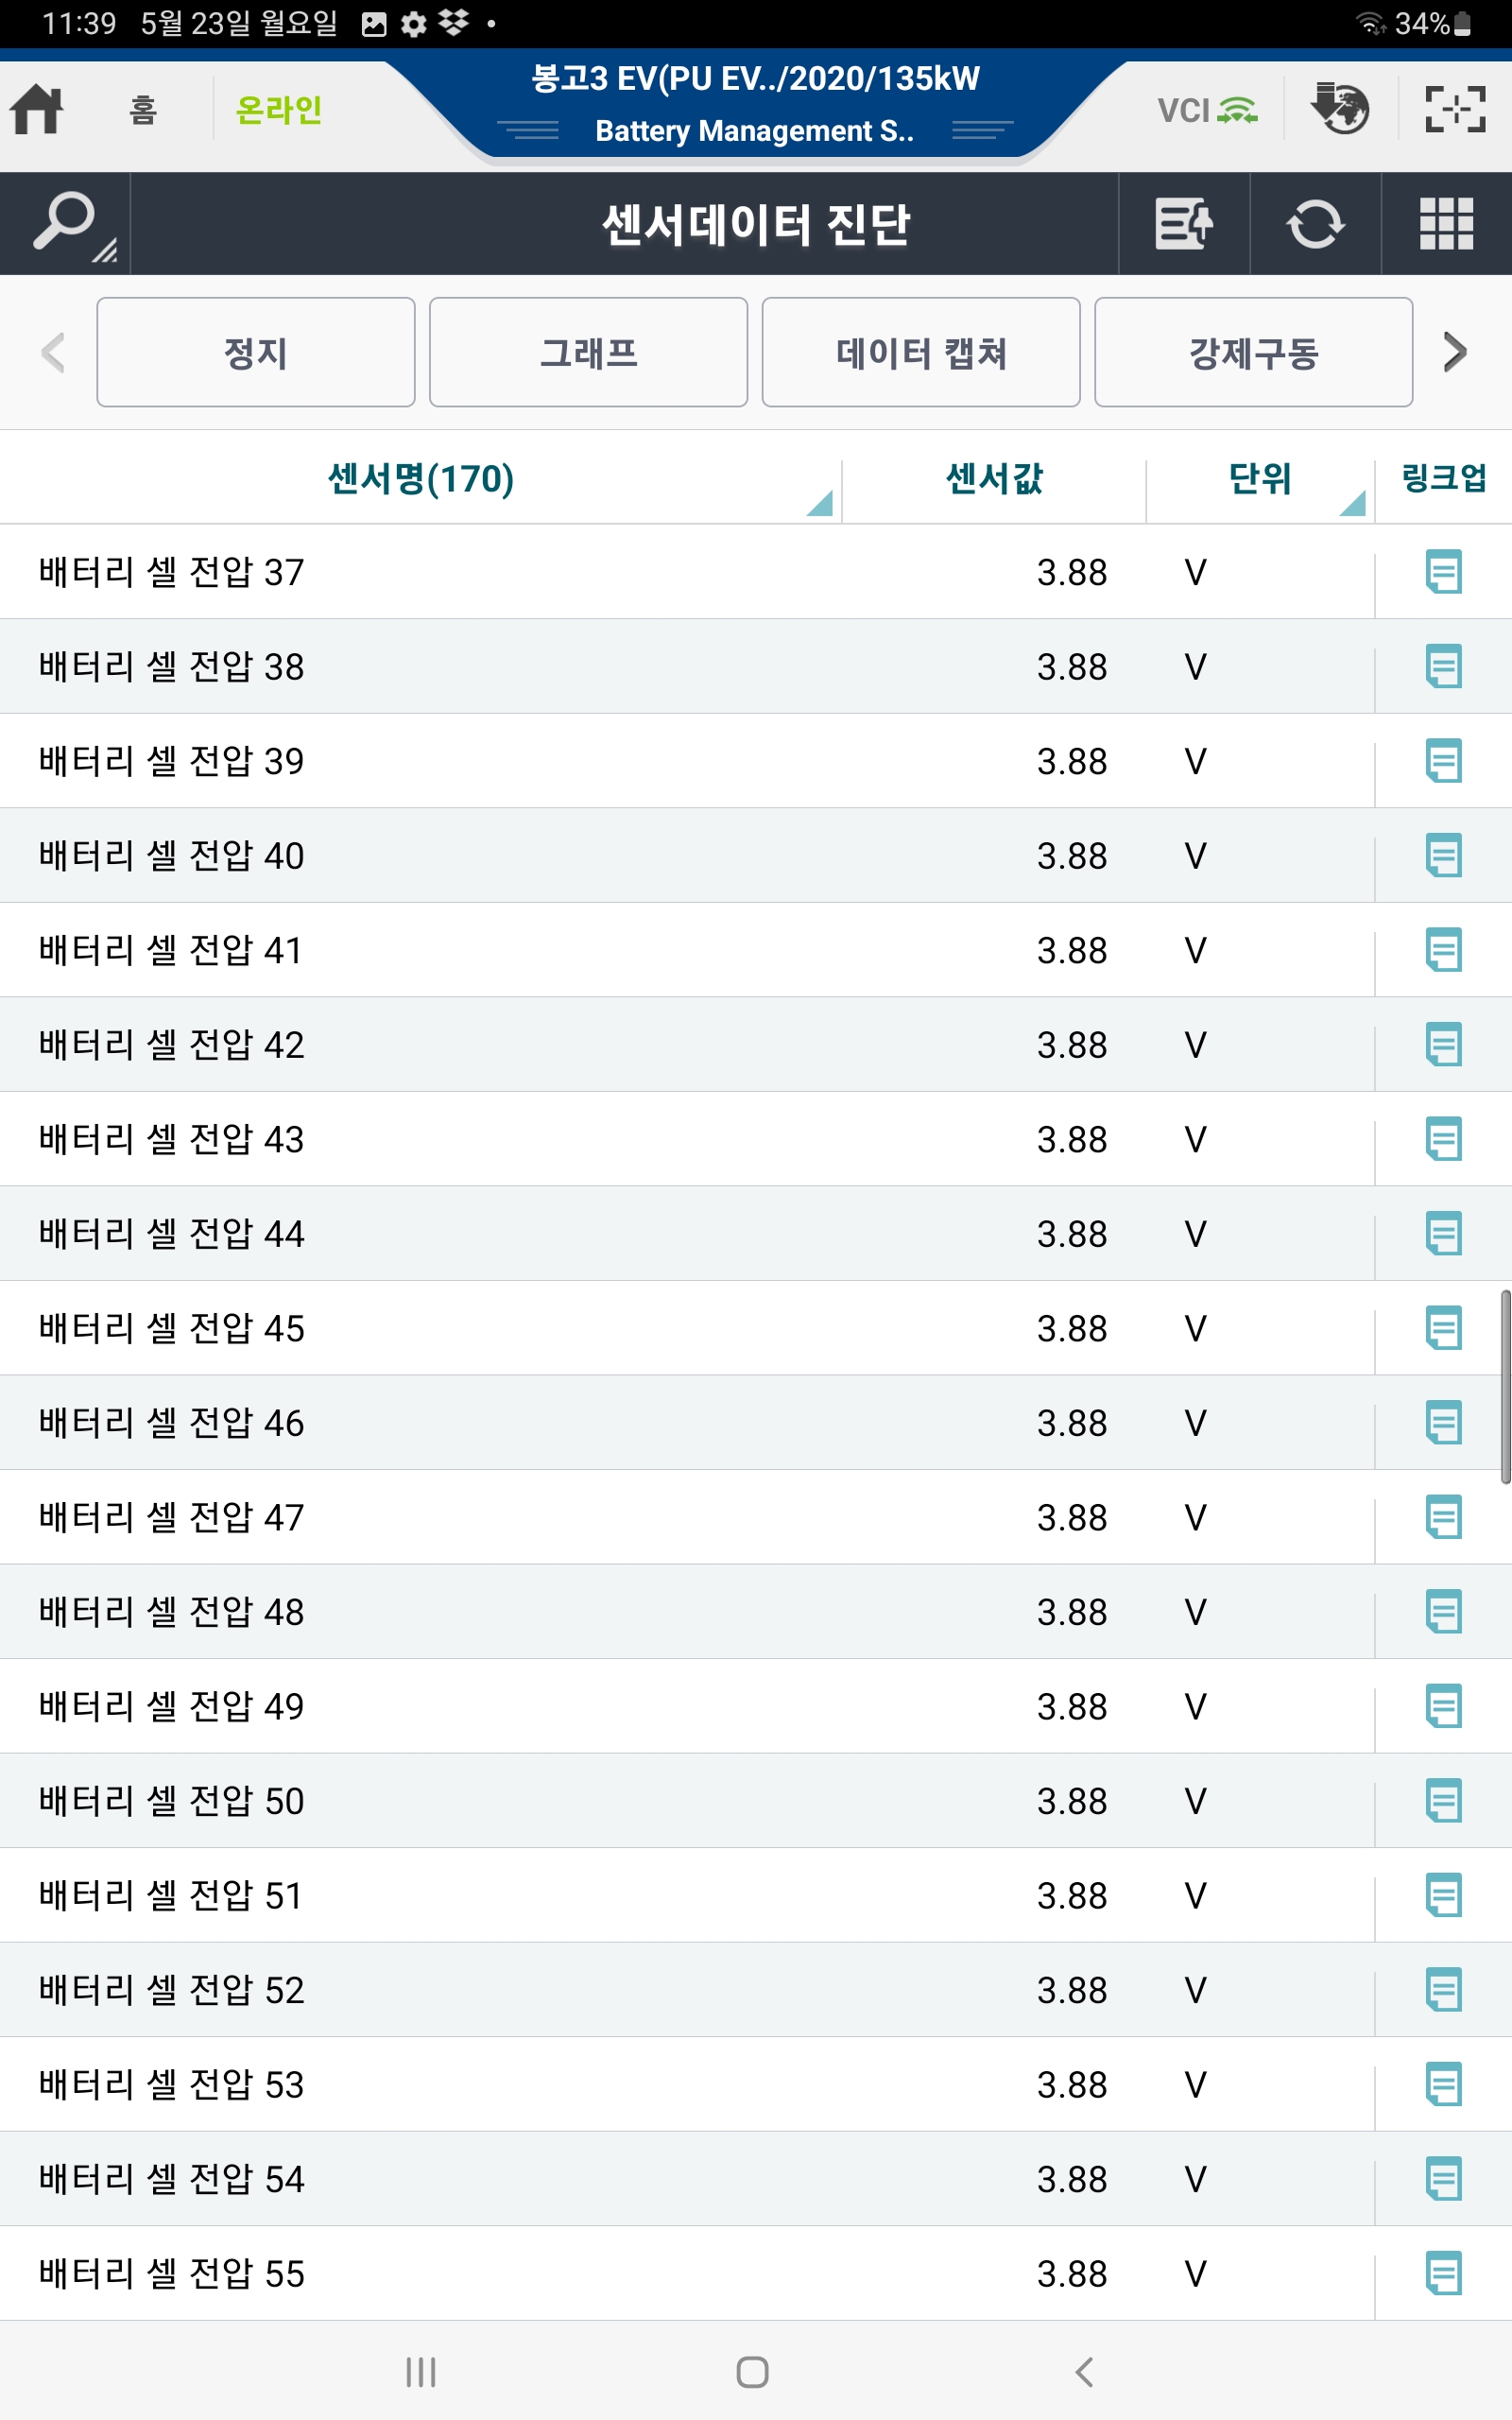 11:39 5월 23일 월요일 34%
봉고3 EV(PU EV../2020/135kW
홈 온라인 VCI
Battery Management S..
센서데이터 진단
정지 그래프 데이터 캡쳐 강제구동
센서명(170) 센서값 단위 링크업
배터리 셀 전압 37 3.88 V
배터리 셀 전압 38 3.88 V
배터리 셀 전압 39 3.88 V
배터리 셀 전압 40 3.88 V
배터리 셀 전압 41 3.88 V
배터리 셀 전압 42 3.88 V
배터리 셀 전압 43 3.88 V
배터리 셀 전압 44 3.88 V
배터리 셀 전압 45 3.88 V
배터리 셀 전압 46 3.88 V
배터리 셀 전압 47 3.88 V
배터리 셀 전압 48 3.88 V
배터리 셀 전압 49 3.88 V
배터리 셀 전압 50 3.88 V
배터리 셀 전압 51 3.88 V
배터리 셀 전압 52 3.88 V
배터리 셀 전압 53 3.88 V
배터리 셀 전압 54 3.88 V
배터리 셀 전압 55 3.88 V